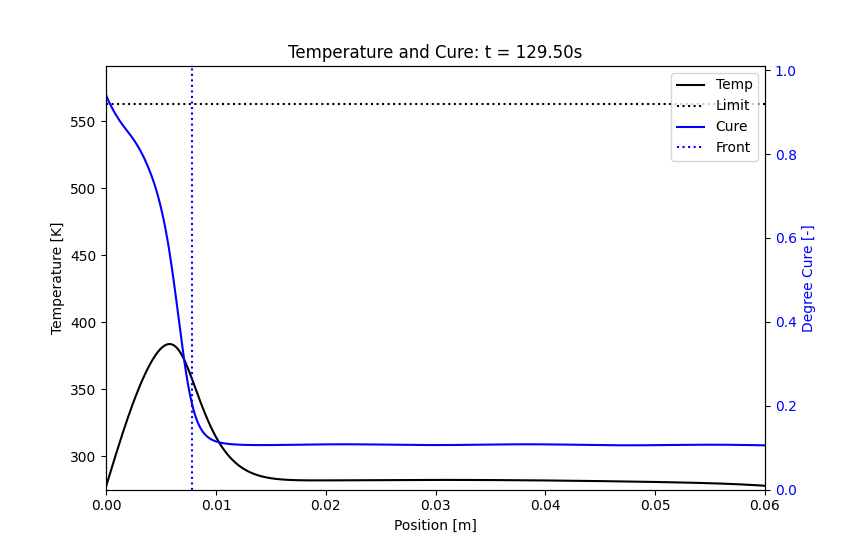 Temperature and Cure: t = 129.50s
Temp
Limit
Cure
Front
Temperature [K]
550
500
450
400
350
300
1.0
0.8
0.6
0.4
0.2
0.0
Degree Cure [-]
0.00 0.01 0.02 0.03 0.04 0.05 0.06
Position [m]